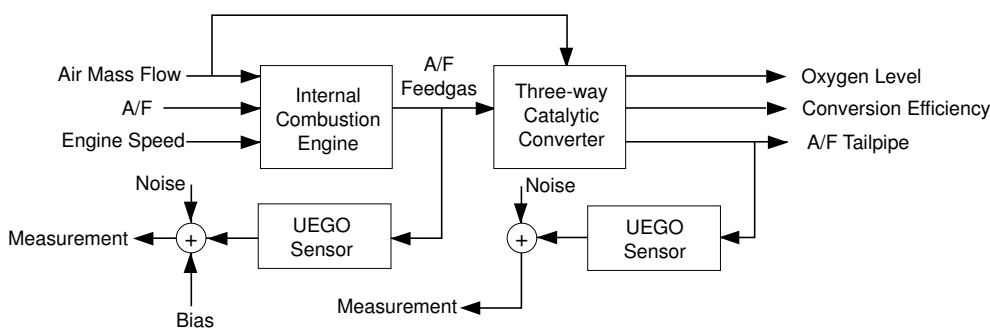 Air Mass Flow
A/F
Engine Speed
Internal
Combustion
Engine
A/F
Feedgas
Three-way
Catalytic
Converter
Oxygen Level
Conversion Efficiency
A/F Tailpipe
Noise
Measurement
+
UEGO
Sensor
Bias
Noise
+
UEGO
Sensor
Measurement